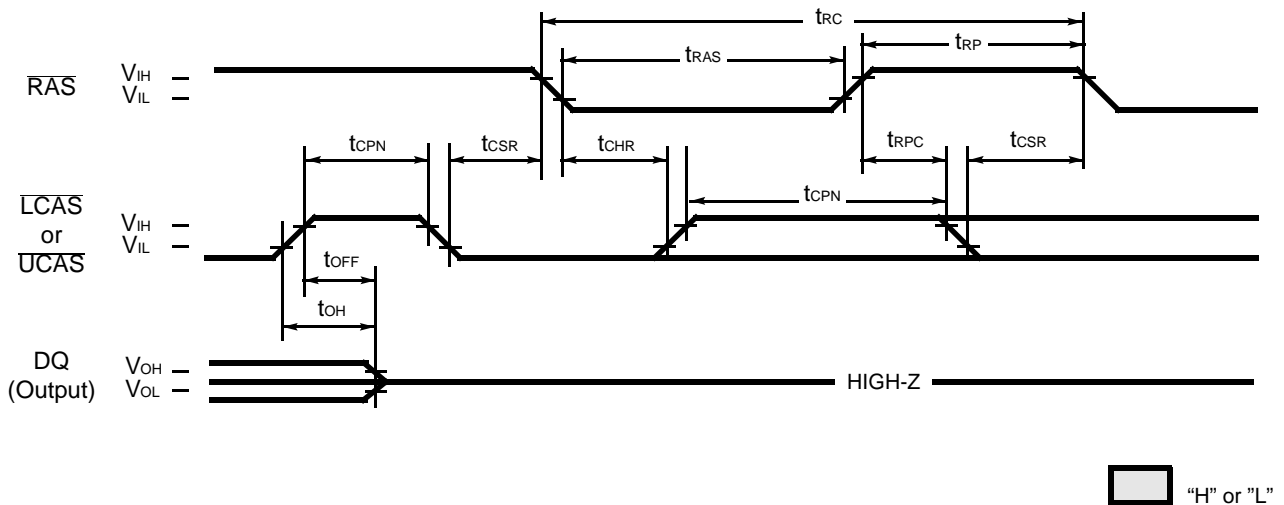 tRC
tRAS
tRP
RAS
VIH
VIL
tCPN
tCSR
tCHR
tRPC
tCSR
tCPN
LCAS
or
UCAS
VIH
VIL
tOFF
tOH
DQ
(Output)
VOH
VOL
HIGH-Z
“H” or ”L”